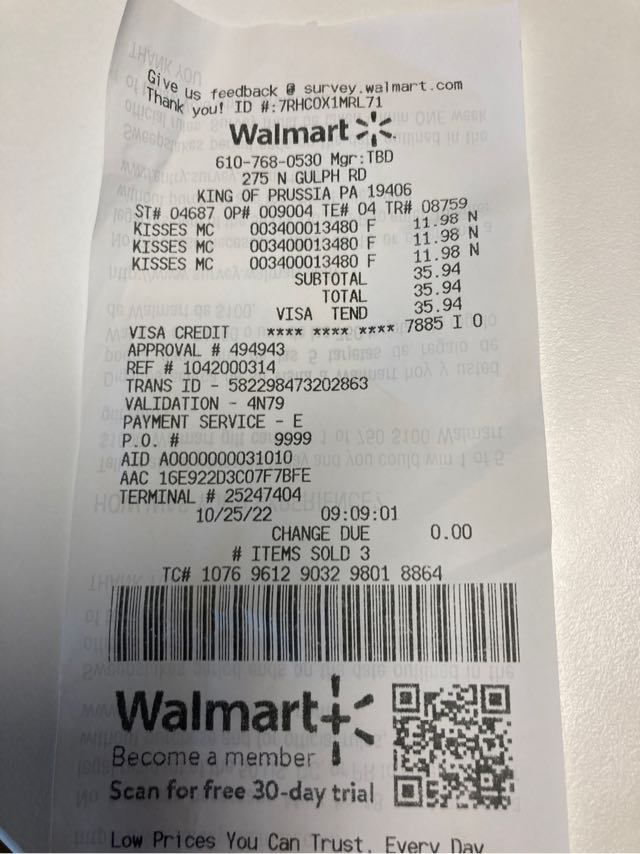 Give us feedback @ survey.walmart.com
Thank you! ID #:7RHCOX1MRL71
Walmart
610-768-0530 Mgr:TBD
275 N GULPH RD
KING OF PRUSSIA PA 19406
ST# 04687 OP# 009004 TE# 04 TR# 08759
KISSES MC 003400013480 F 11.98 N
KISSES MC 003400013480 F 11.98 N
KISSES MC 003400013480 F 11.98 N
SUBTOTAL 35.94
TOTAL 35.94
VISA TEND 35.94
VISA CREDIT **** **** **** 7885 I 0
APPROVAL # 494943
REF # 1042000314
TRANS ID - 582298473202863
VALIDATION - 4N79
PAYMENT SERVICE - E
P.O. # 9999
AID A0000000031010
AAC 16E922D3C07F7BFE
TERMINAL # 25247404
10/25/22 09:09:01
CHANGE DUE 0.00
# ITEMS SOLD 3
TC# 1076 9612 9032 9801 8864
Walmart+
Become a member
Scan for free 30-day trial
Low Prices You Can Trust. Every Day